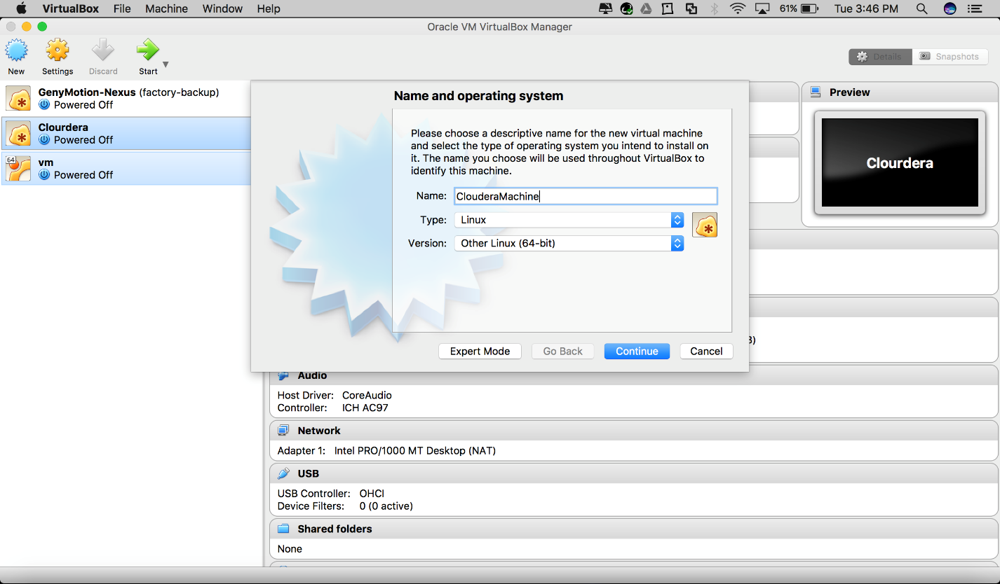 VirtualBox File Machine Window Help 61% Tue 3:46 PM
Oracle VM VirtualBox Manager
New Settings Discard Start Details Snapshots
GenyMotion-Nexus (factory-backup)
Powered Off
Clourdera
Powered Off
64
vm
Powered Off
Name and operating system
Please choose a descriptive name for the new virtual machine
and select the type of operating system you intend to install on
it. The name you choose will be used throughout VirtualBox to
identify this machine.
Name: ClouderaMachine
Type: Linux
Version: Other Linux (64-bit)
Expert Mode Go Back Continue Cancel
Preview
Clourdera
3)
Audio
Host Driver: CoreAudio
Controller: ICH AC97
Network
Adapter 1: Intel PRO/1000 MT Desktop (NAT)
USB
USB Controller: OHCI
Device Filters: 0 (0 active)
Shared folders
None